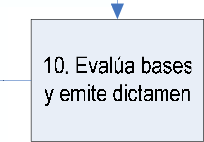 10. Evalúa bases
y emite dictamen